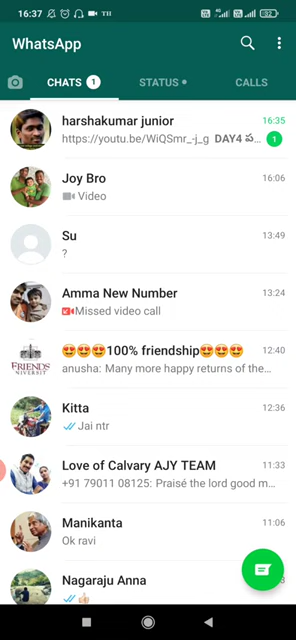 16:37 TH 32
WhatsApp
CHATS 1 STATUS CALLS
harshakumar junior 16:35
https://youtu.be/WiQSmr_-j_g DAY4 ప... 1
Joy Bro 16:06
Video
Su 13:49
?
Amma New Number 13:24
Missed video call
😍😍😍100% friendship😍😍😍 12:40
FRIENDS
anusha: Many more happy returns of the...
Kitta 12:36
Jai ntr
Love of Calvary AJY TEAM 11:33
+91 79011 08125: Praisé the lord good m...
Manikanta 11:06
Ok ravi
Nagaraju Anna
👍🏻